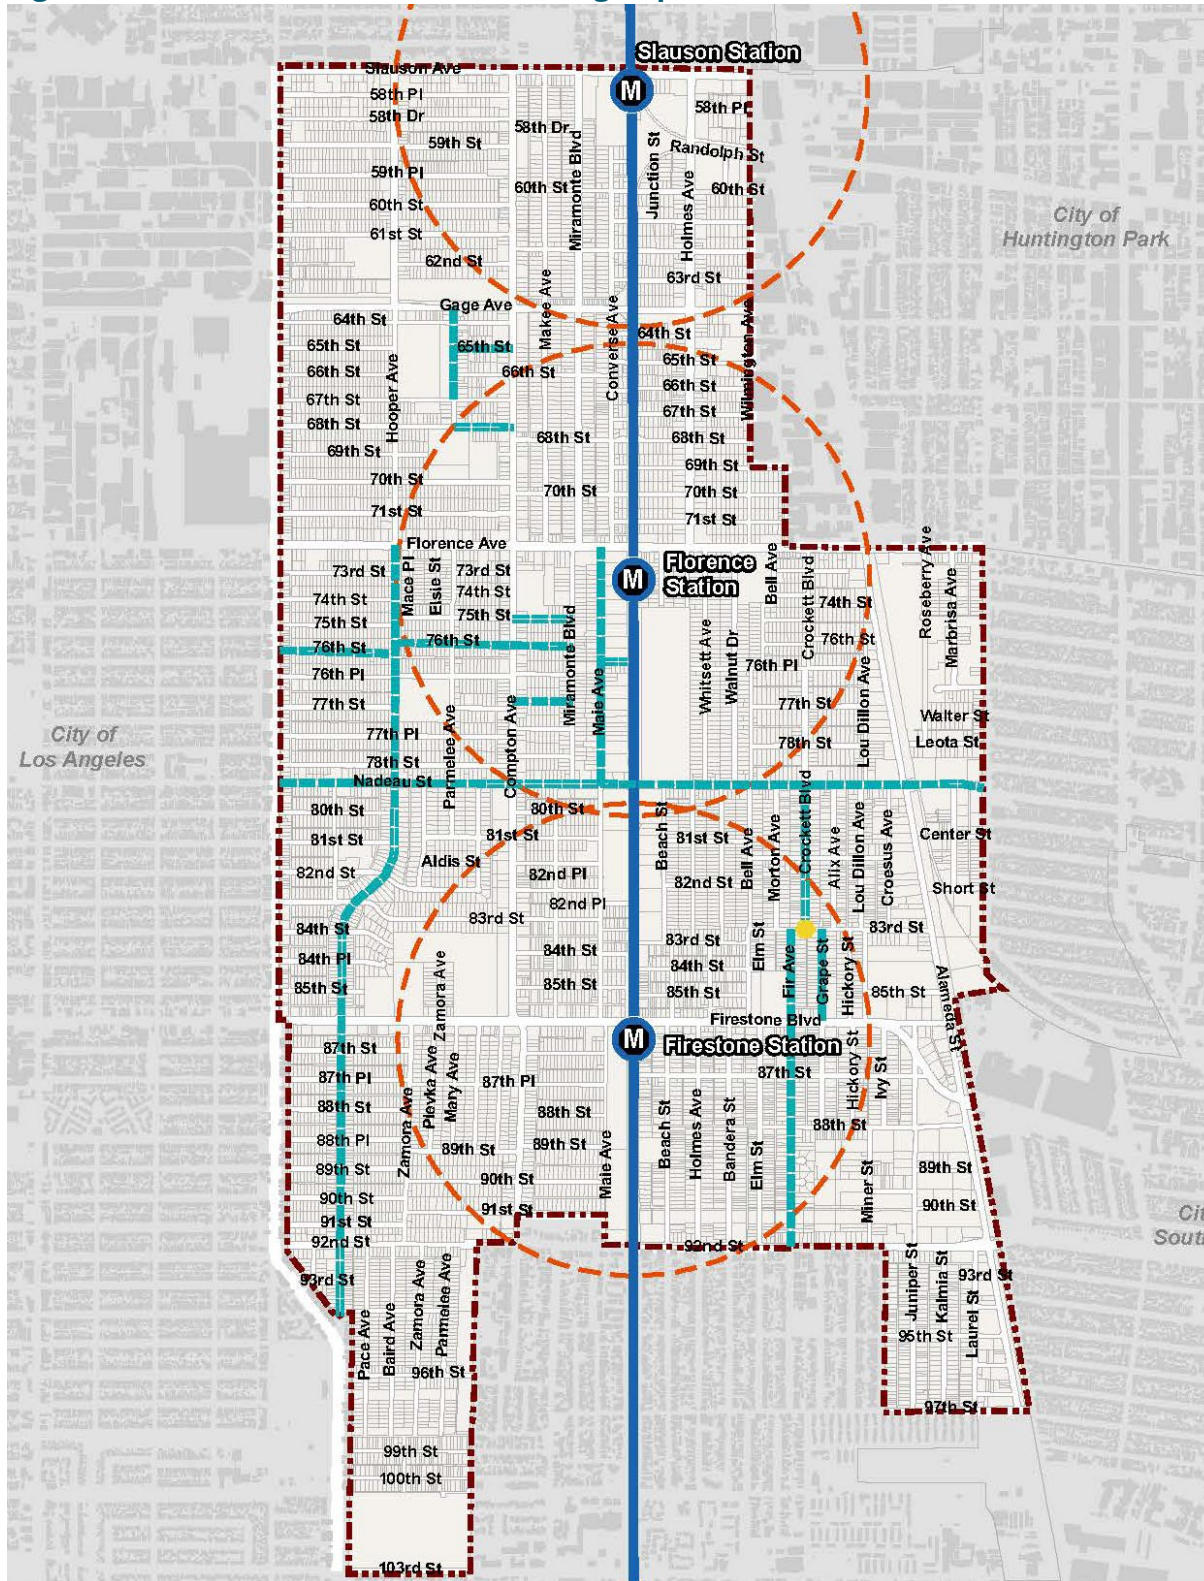 Slauson Station
M
Slauson Ave
58th Pl
58th Dr
59th St
58th Dr
Miramonte Blvd
58th Pl
Randolph St
Junction St
59th Pl
60th St
60th St
Holmes Ave
60th St
61st St
62nd St
63rd St
City of
Huntington Park
Gage Ave
Makee Ave
Converse Ave
Wilmington Ave
64th St
64th St
65th St
65th St
65th St
66th St
66th St
66th St
67th St
Hooper Ave
67th St
68th St
68th St
68th St
69th St
69th St
70th St
70th St
70th St
71st St
71st St
Florence Ave
M
Florence
Station
73rd St
Mace Pl
Elsie St
73rd St
74th St
74th St
75th St
75th St
76th St
76th St
76th Pl
77th St
77th Pl
78th St
Parmelee Ave
Compton Ave
Miramonte Blvd
Maie Ave
Whitsett Ave
Walnut Dr
Bell Ave
Crockett Blvd
74th St
76th St
76th Pl
77th St
78th St
Lou Dillon Ave
Roseberry Ave
Marbrisa Ave
Walter St
Leota St
City of
Los Angeles
Nadeau St
80th St
80th St
81st St
81st St
Aldis St
82nd St
82nd Pl
82nd Pl
83rd St
84th St
84th St
84th Pl
85th St
85th St
Beach St
81st St
82nd St
83rd St
84th St
85th St
Bell Ave
Morton Ave
Crockett Blvd
Alix Ave
Lou Dillon Ave
Croesus Ave
Center St
Short St
83rd St
Elm St
Fir Ave
Grape St
Hickory St
85th St
Alameda St
Zamora Ave
Firestone Blvd
M
Firestone Station
87th St
87th Pl
88th St
88th Pl
89th St
90th St
91st St
92nd St
93rd St
Zamora Ave
Plevka Ave
Mary Ave
87th Pl
88th St
89th St
89th St
90th St
91st St
Maie Ave
Beach St
Holmes Ave
Bandera St
Elm St
87th St
Hickory St
Ivy St
88th St
Miner St
89th St
90th St
92nd St
93rd St
Juniper St
Kalmia St
Laurel St
95th St
97th St
Pace Ave
Baird Ave
Zamora Ave
Parmelee Ave
96th St
99th St
100th St
103rd St